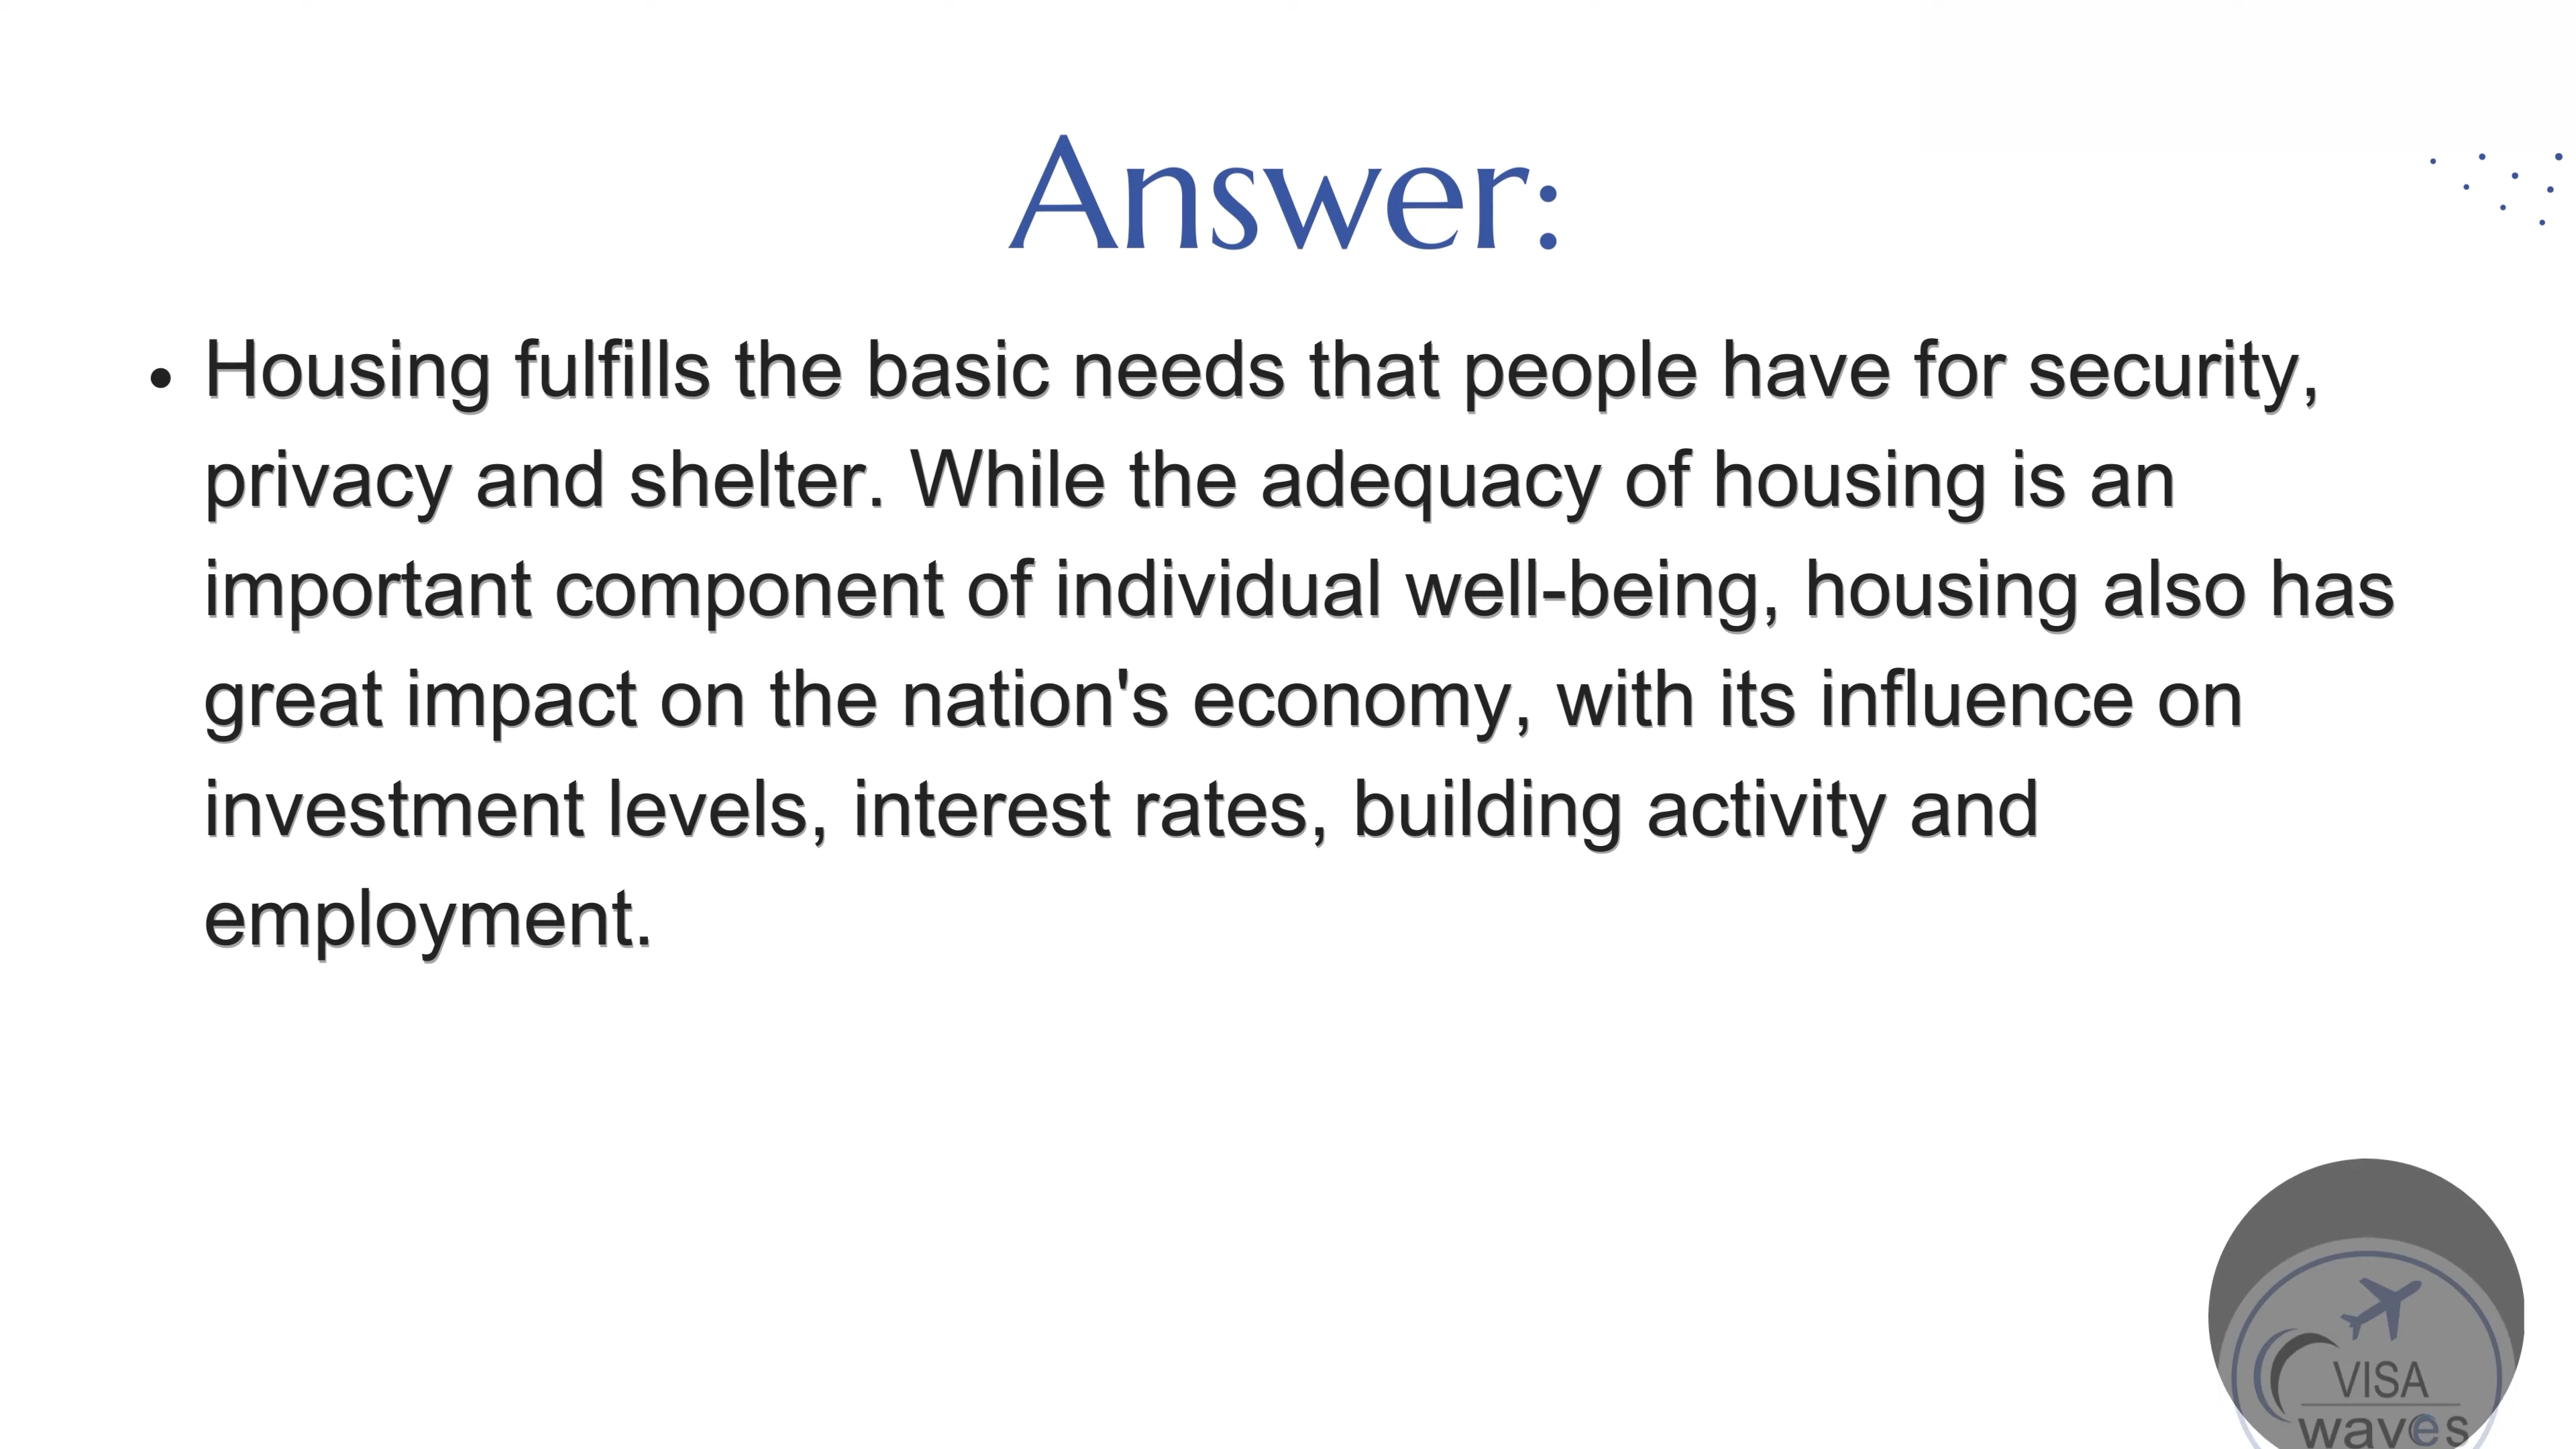 Answer:
• Housing fulfills the basic needs that people have for security,
privacy and shelter. While the adequacy of housing is an
important component of individual well-being, housing also has
great impact on the nation's economy, with its influence on
investment levels, interest rates, building activity and
employment.
VISA
waves